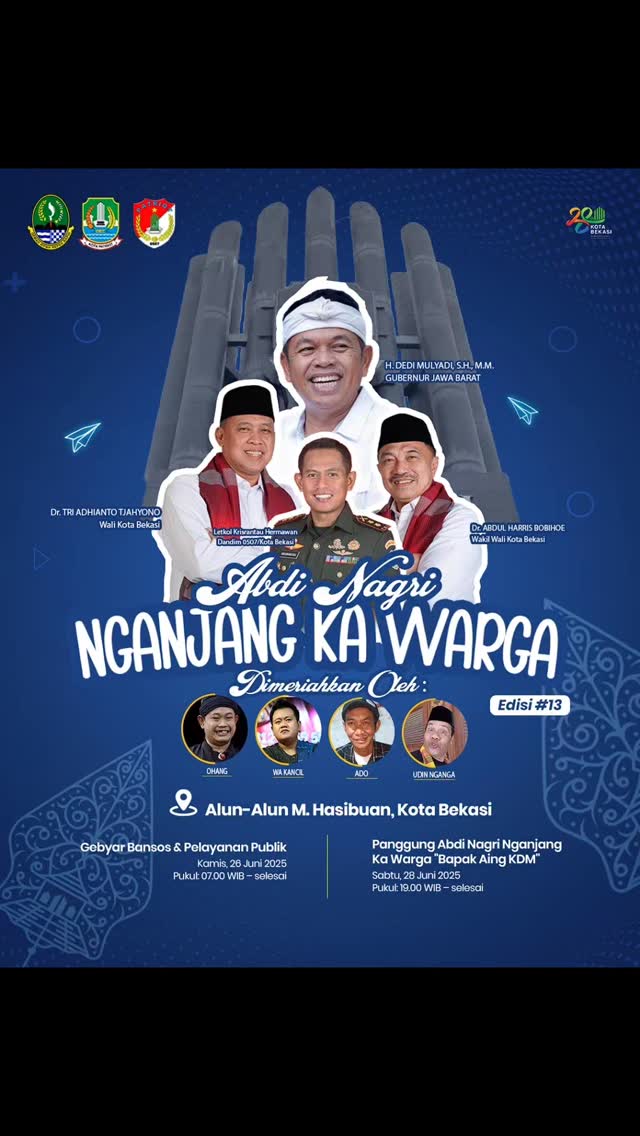 KOTA BEKASI
28
KOTA
BEKASI
H. DEDI MULYADI, S.H., M.M.
GUBERNUR JAWA BARAT
Dr. TRI ADHIANTO TJAHYONO
Wali Kota Bekasi
Letkol Krisrantau Hermawan
Dandim 0507/Kota Bekasi
Dr. ABDUL HARRIS BOBIHOE
Wakil Wali Kota Bekasi
Abdi Nagri
NGANJANG KA WARGA
Dimeriahkan Oleh :
Edisi #13
OHANG
WA KANCIL
ADO
UDIN NGANGA
Alun-Alun M. Hasibuan, Kota Bekasi
Gebyar Bansos & Pelayanan Publik
Kamis, 26 Juni 2025
Pukul: 07.00 WIB – selesai
Panggung Abdi Nagri Nganjang
Ka Warga "Bapak Aing KDM"
Sabtu, 28 Juni 2025
Pukul: 19.00 WIB – selesai